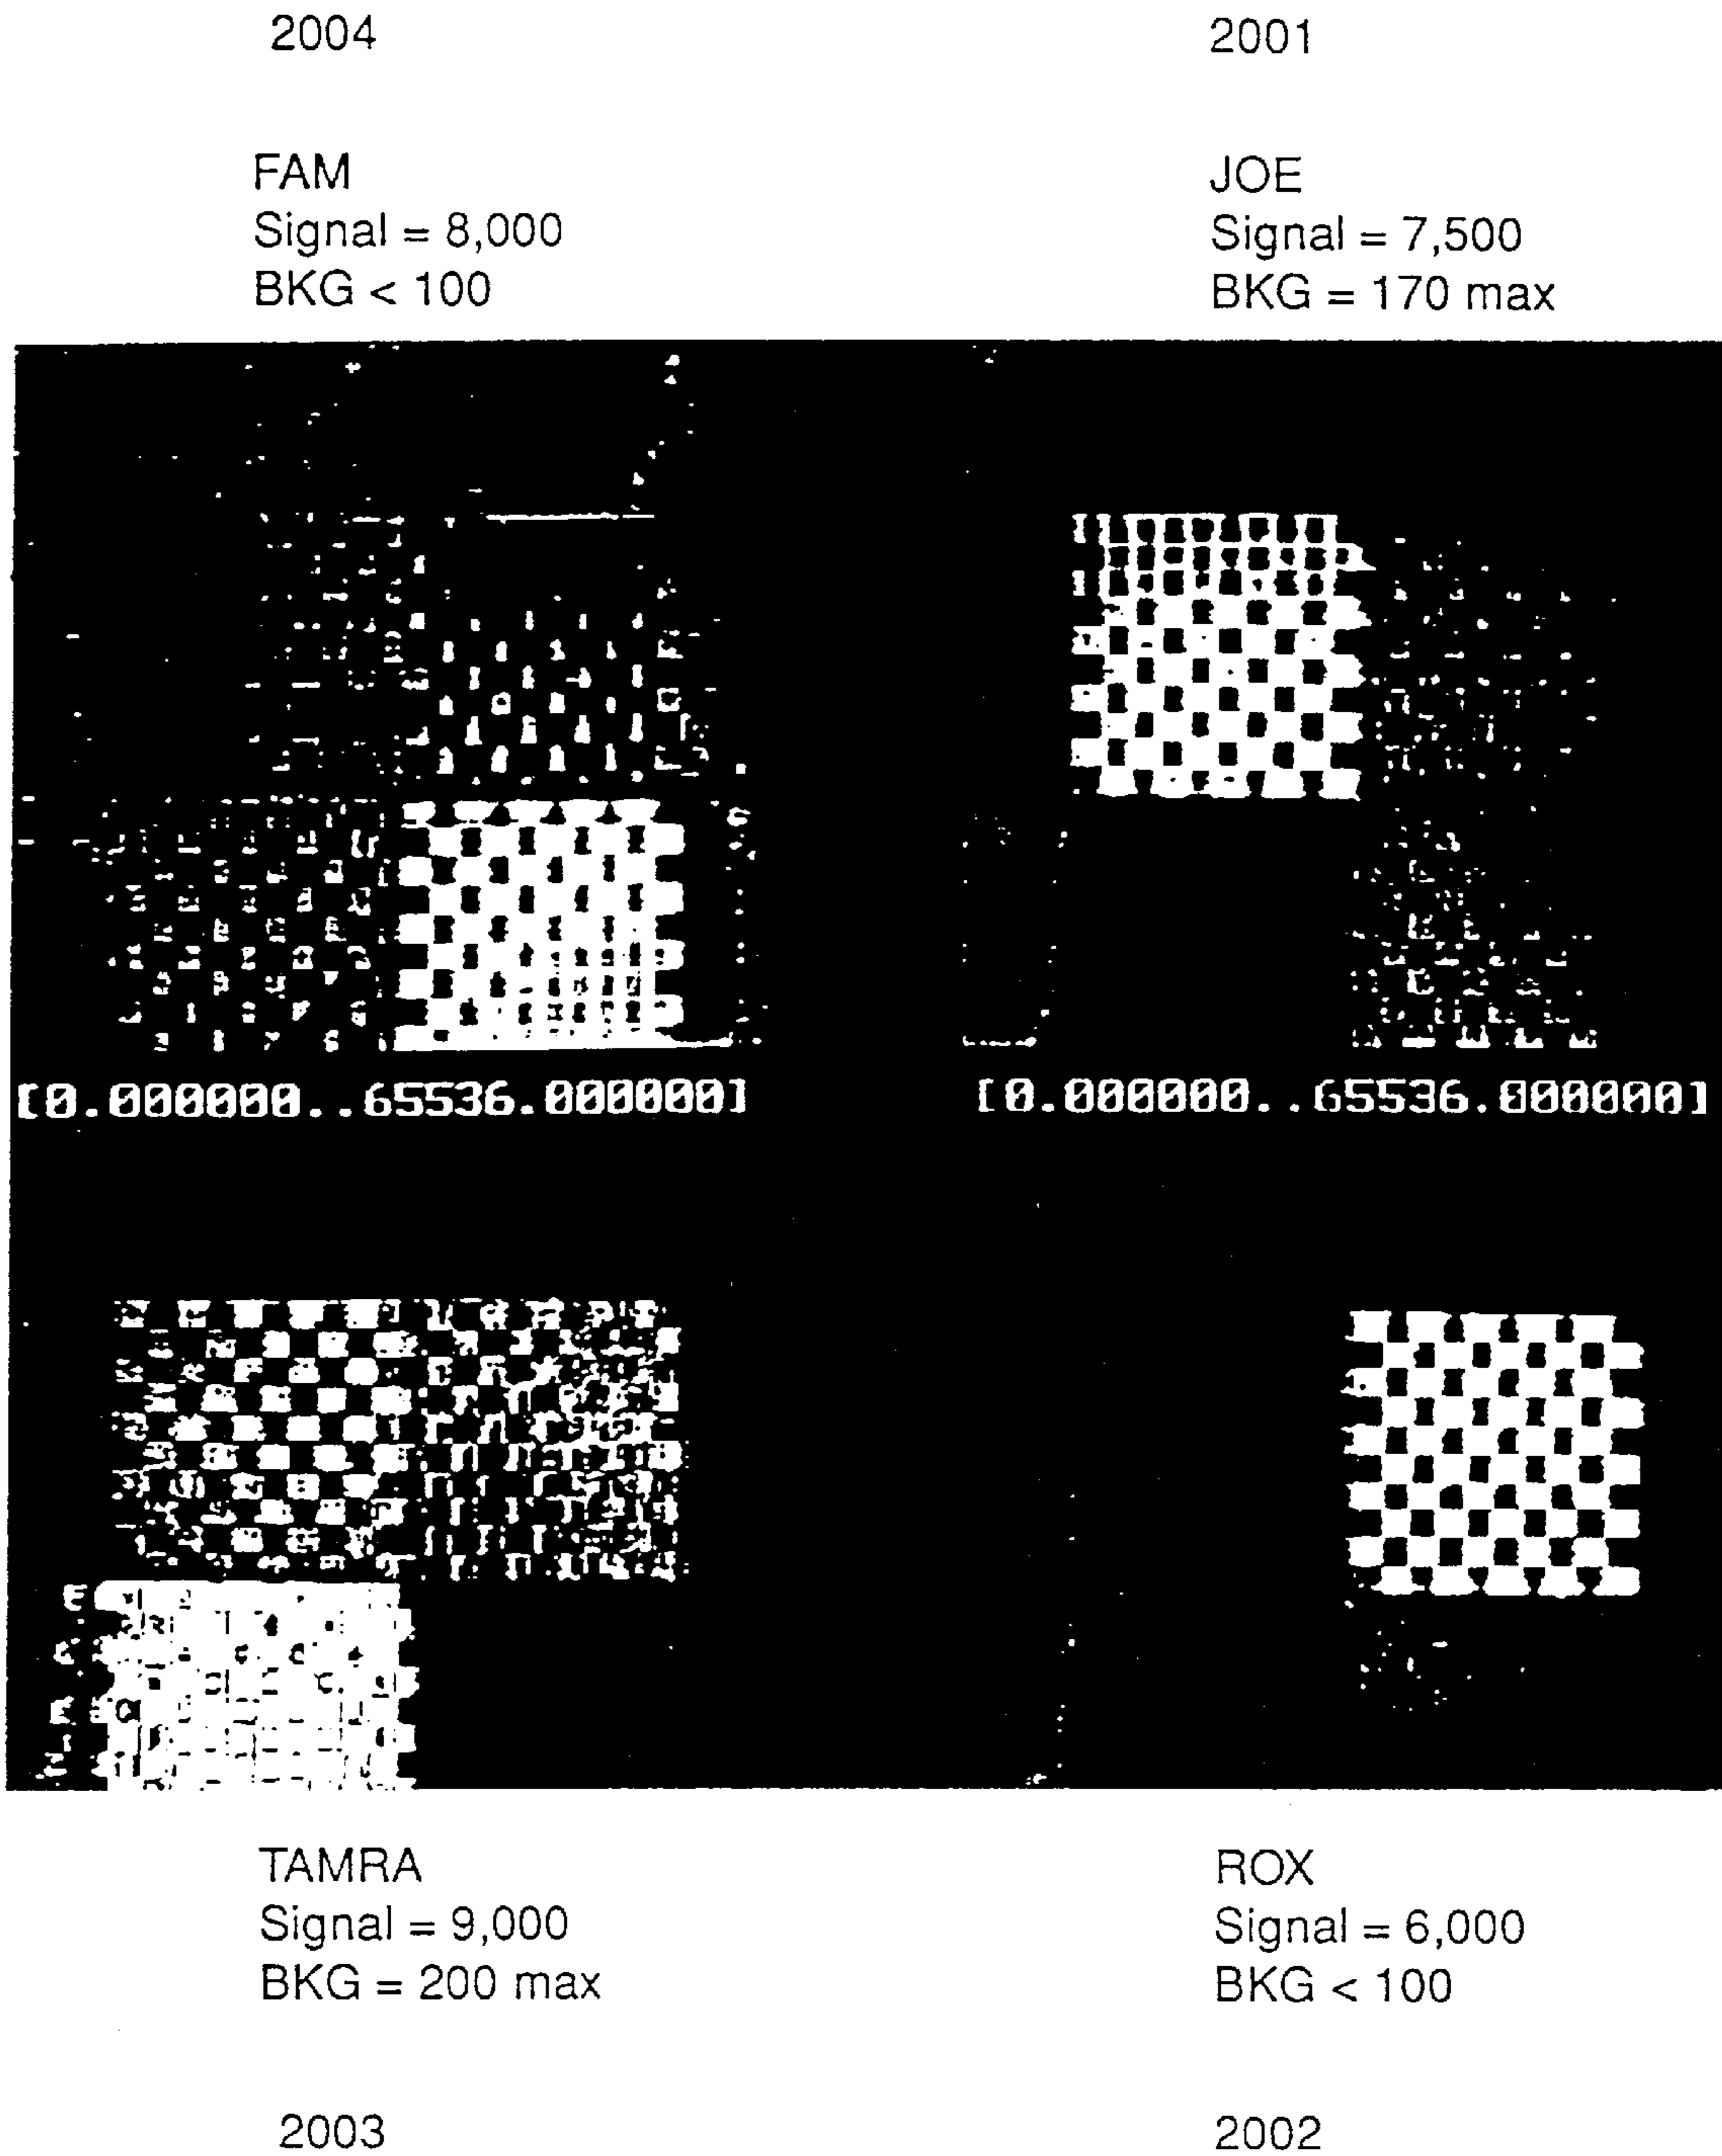 2004
2001
FAM
Signal = 8,000
BKG < 100
JOE
Signal = 7,500
BKG = 170 max
[0.000000..65536.000000]
[0.000000..65536.000000]
TAMRA
Signal = 9,000
BKG = 200 max
ROX
Signal = 6,000
BKG < 100
2003
2002